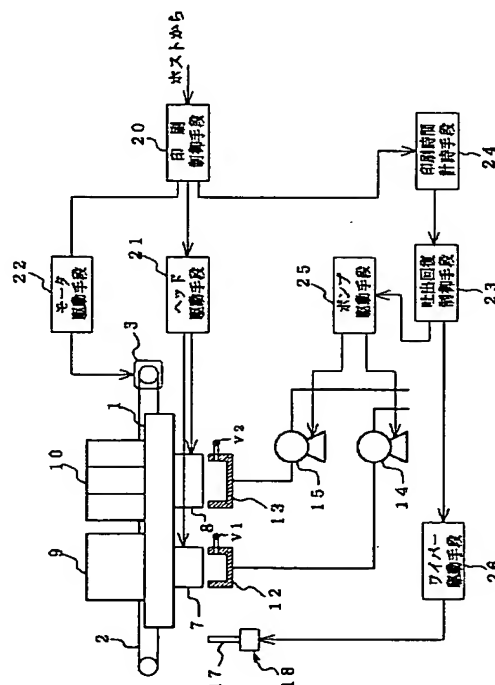 ホストから
20
印刷
制御手段
22
モータ
駆動手段
21
ヘッド
駆動手段
24
印刷時間
計時手段
23
吐出回復
制御手段
25
ポンプ
駆動手段
3
1
10
9
2
8
7
V2
V1
13
12
15
14
17
18
26
ワイパー
駆動手段